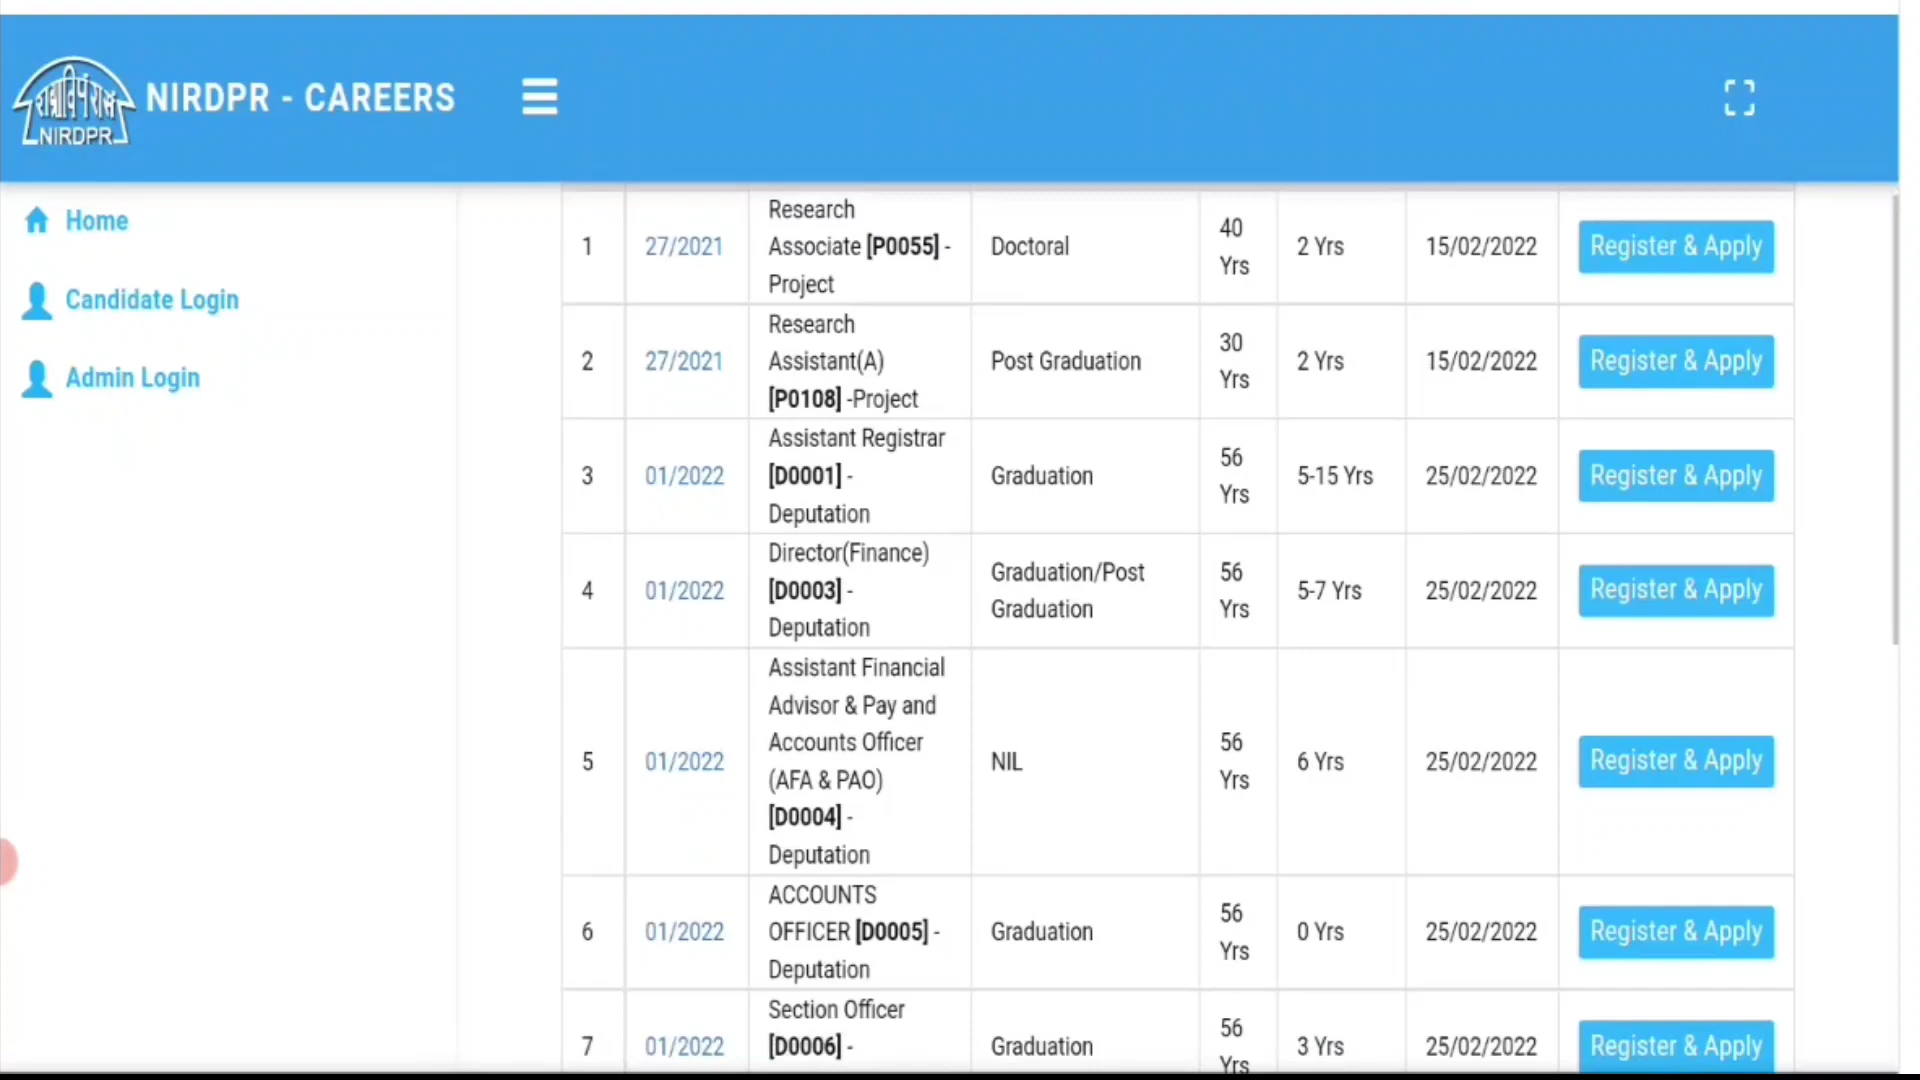 राग्राविपंरासं
NIRDPR
NIRDPR - CAREERS
Home
Candidate Login
Admin Login
1
27/2021
Research
Associate [P0055] -
Project
Doctoral
40
Yrs
2 Yrs
15/02/2022
Register & Apply
2
27/2021
Research
Assistant(A)
[P0108] -Project
Post Graduation
30
Yrs
2 Yrs
15/02/2022
Register & Apply
3
01/2022
Assistant Registrar
[D0001] -
Deputation
Graduation
56
Yrs
5-15 Yrs
25/02/2022
Register & Apply
4
01/2022
Director(Finance)
[D0003] -
Deputation
Graduation/Post
Graduation
56
Yrs
5-7 Yrs
25/02/2022
Register & Apply
5
01/2022
Assistant Financial
Advisor & Pay and
Accounts Officer
(AFA & PAO)
[D0004] -
Deputation
NIL
56
Yrs
6 Yrs
25/02/2022
Register & Apply
6
01/2022
ACCOUNTS
OFFICER [D0005] -
Deputation
Graduation
56
Yrs
0 Yrs
25/02/2022
Register & Apply
7
01/2022
Section Officer
[D0006] -
Graduation
56
Yrs
3 Yrs
25/02/2022
Register & Apply